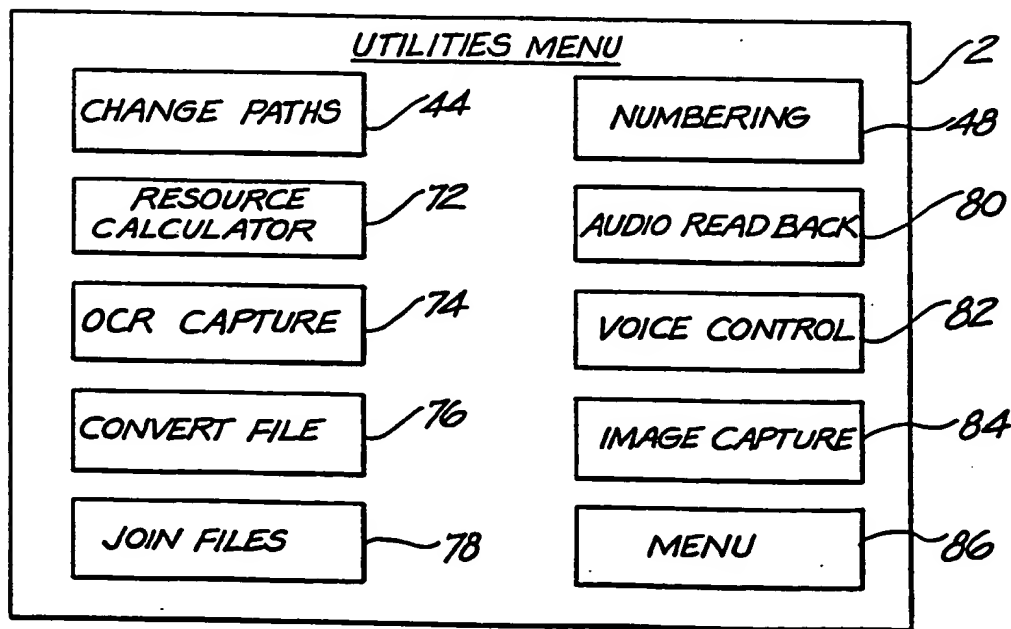 UTILITIES MENU
2
CHANGE PATHS
44
NUMBERING
48
RESOURCE
CALCULATOR
72
AUDIO READ BACK
80
OCR CAPTURE
74
VOICE CONTROL
82
CONVERT FILE
76
IMAGE CAPTURE
84
JOIN FILES
78
MENU
86